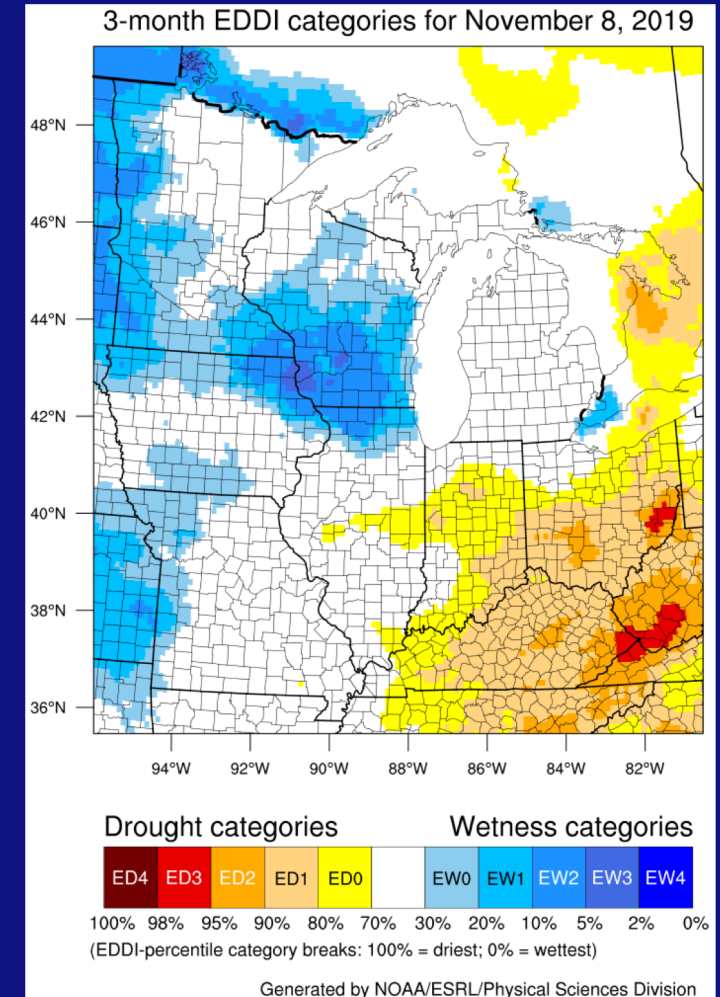 3-month EDDI categories for November 8, 2019
48°N
46°N
44°N
42°N
40°N
38°N
36°N
94°W 92°W 90°W 88°W 86°W 84°W 82°W
Drought categories Wetness categories
ED4 ED3 ED2 ED1 ED0 EW0 EW1 EW2 EW3 EW4
100% 98% 95% 90% 80% 70% 30% 20% 10% 5% 2% 0%
(EDDI-percentile category breaks: 100% = driest; 0% = wettest)
Generated by NOAA/ESRL/Physical Sciences Division